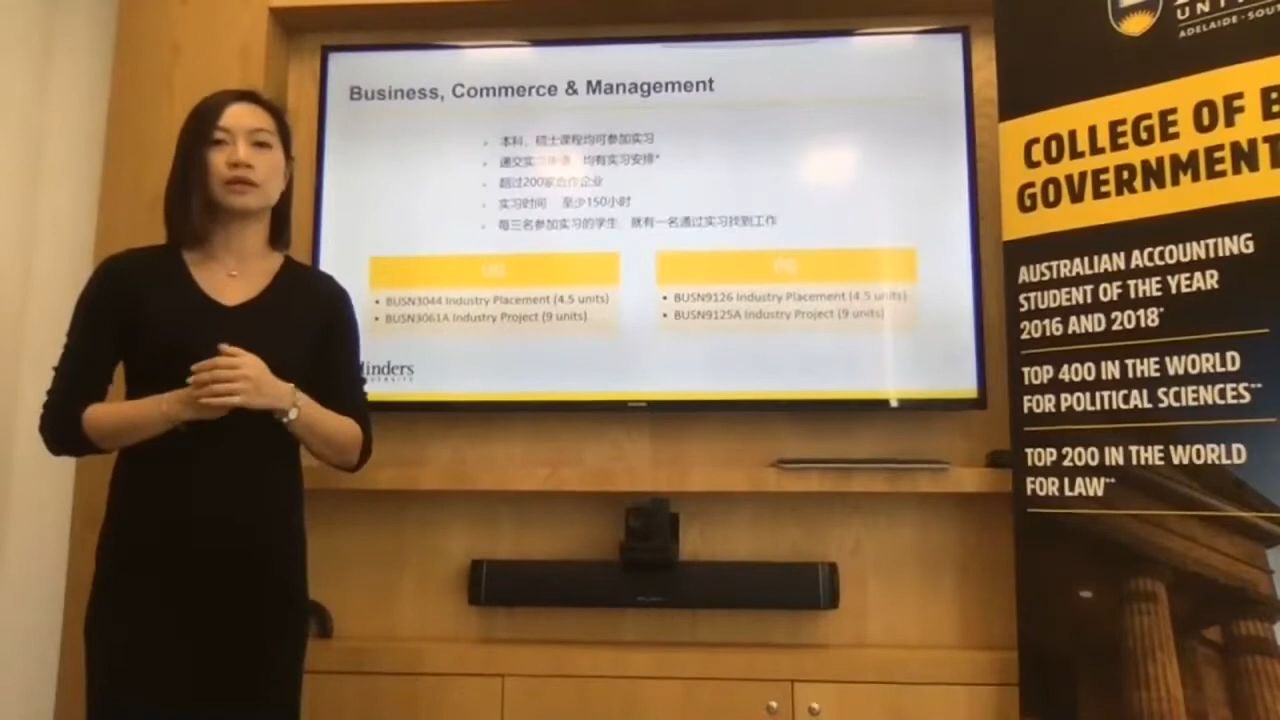 Business, Commerce & Management
本科、硕士课程均可参加实习
递交实习申请 均有实习安排*
超过200家合作企业
实习时间 至少150小时
每三名参加实习的学生 就有一名通过实习找到工作
UG
PG
• BUSN3044 Industry Placement (4.5 units)
• BUSN3061A Industry Project (9 units)
• BUSN9126 Industry Placement (4.5 units)
• BUSN9125A Industry Project (9 units)
linders
ADELAIDE · SOU
COLLEGE OF B
GOVERNMENT
AUSTRALIAN ACCOUNTING
STUDENT OF THE YEAR
2016 AND 2018*
TOP 400 IN THE WORLD
FOR POLITICAL SCIENCES**
TOP 200 IN THE WORLD
FOR LAW**